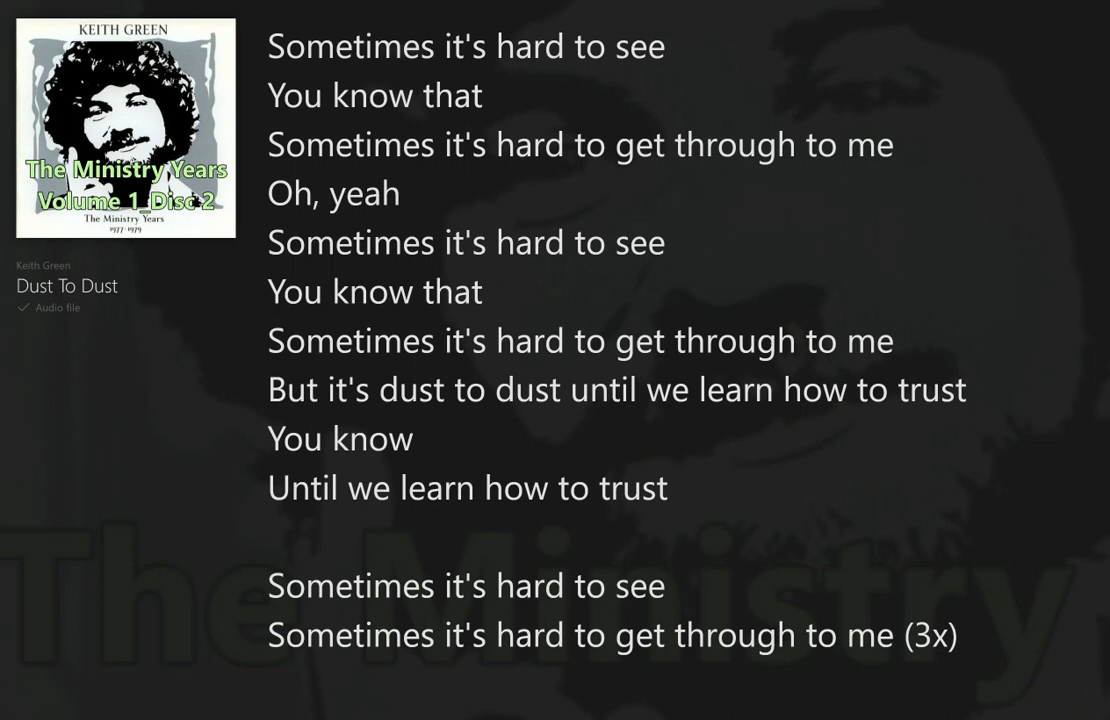 KEITH GREEN
The Ministry Years
Volume 1_Disc 2
The Ministry Years
1977-1979
Keith Green
Dust To Dust
Audio file
Sometimes it's hard to see
You know that
Sometimes it's hard to get through to me
Oh, yeah
Sometimes it's hard to see
You know that
Sometimes it's hard to get through to me
But it's dust to dust until we learn how to trust
You know
Until we learn how to trust
Sometimes it's hard to see
Sometimes it's hard to get through to me (3x)
The Ministry Y